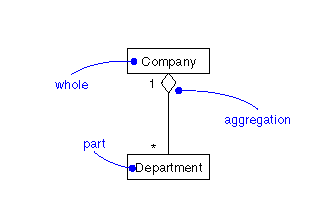 Company
whole
1
aggregation
part
*
Department